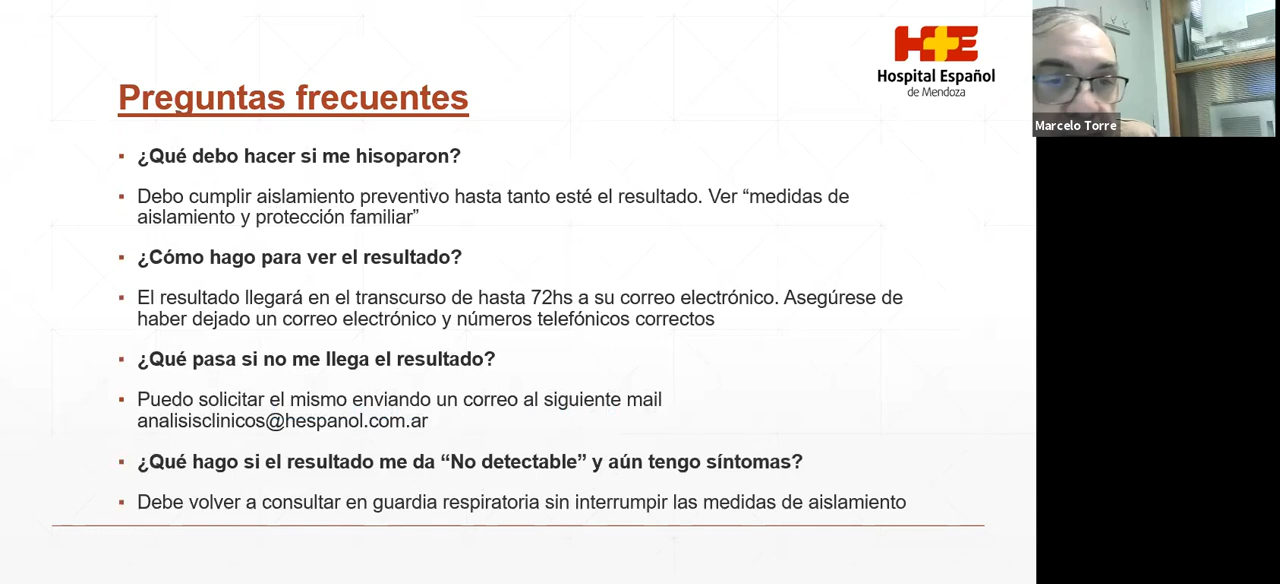 HE
Hospital Español
de Mendoza
Marcelo Torre
Preguntas frecuentes
¿Qué debo hacer si me hisoparon?
Debo cumplir aislamiento preventivo hasta tanto esté el resultado. Ver “medidas de
aislamiento y protección familiar”
¿Cómo hago para ver el resultado?
El resultado llegará en el transcurso de hasta 72hs a su correo electrónico. Asegúrese de
haber dejado un correo electrónico y números telefónicos correctos
¿Qué pasa si no me llega el resultado?
Puedo solicitar el mismo enviando un correo al siguiente mail
analisisclinicos@hespanol.com.ar
¿Qué hago si el resultado me da “No detectable” y aún tengo síntomas?
Debe volver a consultar en guardia respiratoria sin interrumpir las medidas de aislamiento